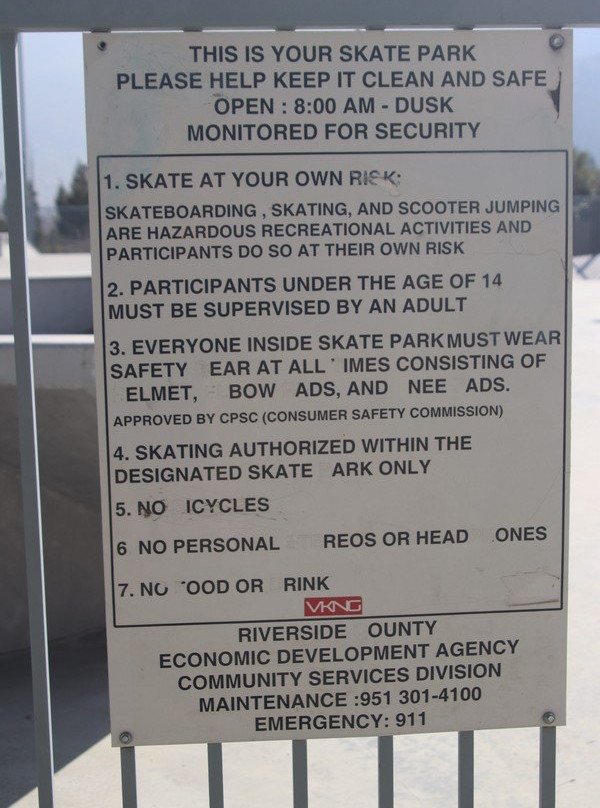 THIS IS YOUR SKATE PARK
PLEASE HELP KEEP IT CLEAN AND SAFE
OPEN : 8:00 AM - DUSK
MONITORED FOR SECURITY
1. SKATE AT YOUR OWN RISK:
SKATEBOARDING , SKATING, AND SCOOTER JUMPING
ARE HAZARDOUS RECREATIONAL ACTIVITIES AND
PARTICIPANTS DO SO AT THEIR OWN RISK
2. PARTICIPANTS UNDER THE AGE OF 14
MUST BE SUPERVISED BY AN ADULT
3. EVERYONE INSIDE SKATE PARK MUST WEAR
SAFETY EAR AT ALL IMES CONSISTING OF
ELMET, BOW ADS, AND NEE ADS.
APPROVED BY CPSC (CONSUMER SAFETY COMMISSION)
4. SKATING AUTHORIZED WITHIN THE
DESIGNATED SKATE ARK ONLY
5. NO ICYCLES
6 NO PERSONAL REOS OR HEAD ONES
7. NO OOD OR RINK
VKNG
RIVERSIDE OUNTY
ECONOMIC DEVELOPMENT AGENCY
COMMUNITY SERVICES DIVISION
MAINTENANCE :951 301-4100
EMERGENCY: 911